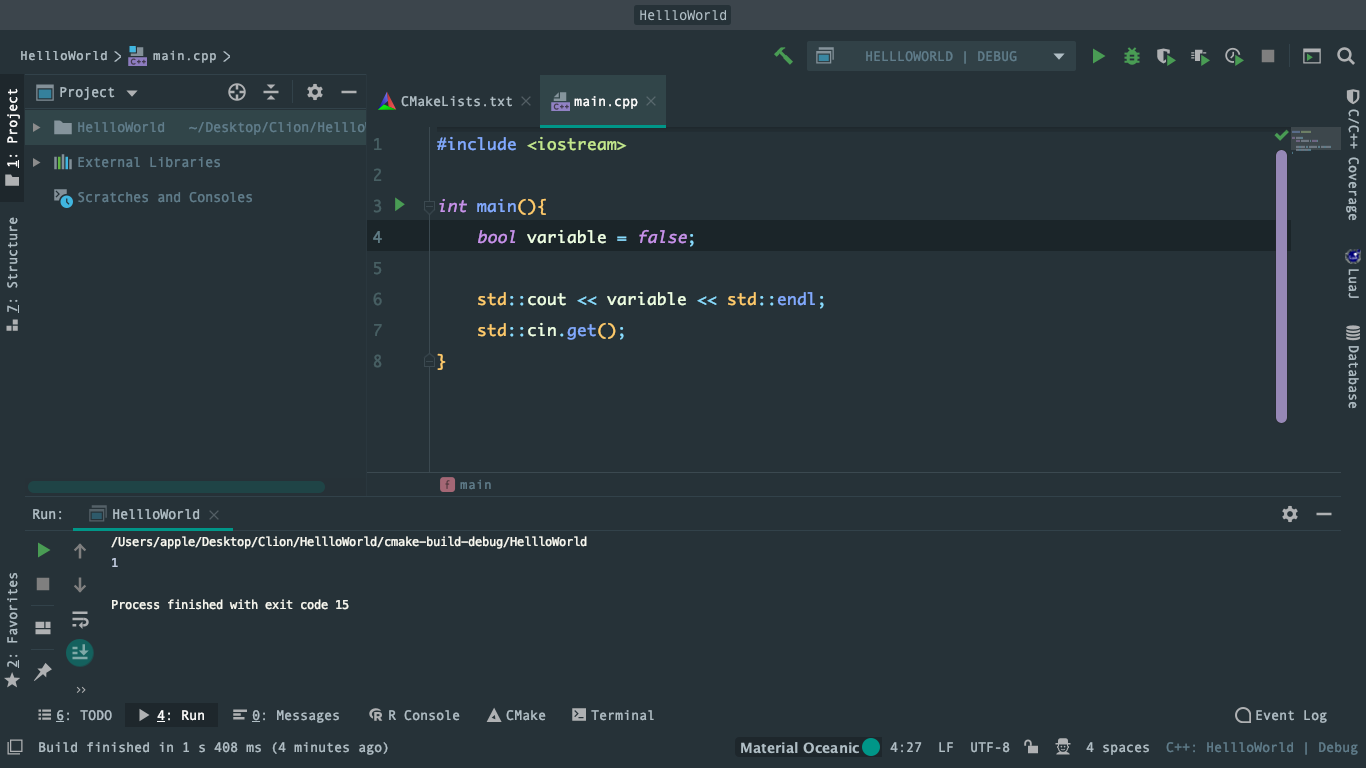 HellloWorld
HellloWorld > main.cpp >
HELLLOWORLD | DEBUG
1: Project
Project
HellloWorld ~/Desktop/Clion/Helllo
External Libraries
Scratches and Consoles
CMakeLists.txt
main.cpp
1 #include <iostream>
2
3 int main(){
4 bool variable = false;
5
6 std::cout << variable << std::endl;
7 std::cin.get();
8 }
main
7: Structure
2: Favorites
C/C++ Coverage
LuaJ
Database
Run: HellloWorld
/Users/apple/Desktop/Clion/HellloWorld/cmake-build-debug/HellloWorld
1
Process finished with exit code 15
6: TODO 4: Run 0: Messages R Console CMake Terminal Event Log
Build finished in 1 s 408 ms (4 minutes ago) Material Oceanic 4:27 LF UTF-8 4 spaces C++: HellloWorld | Debug